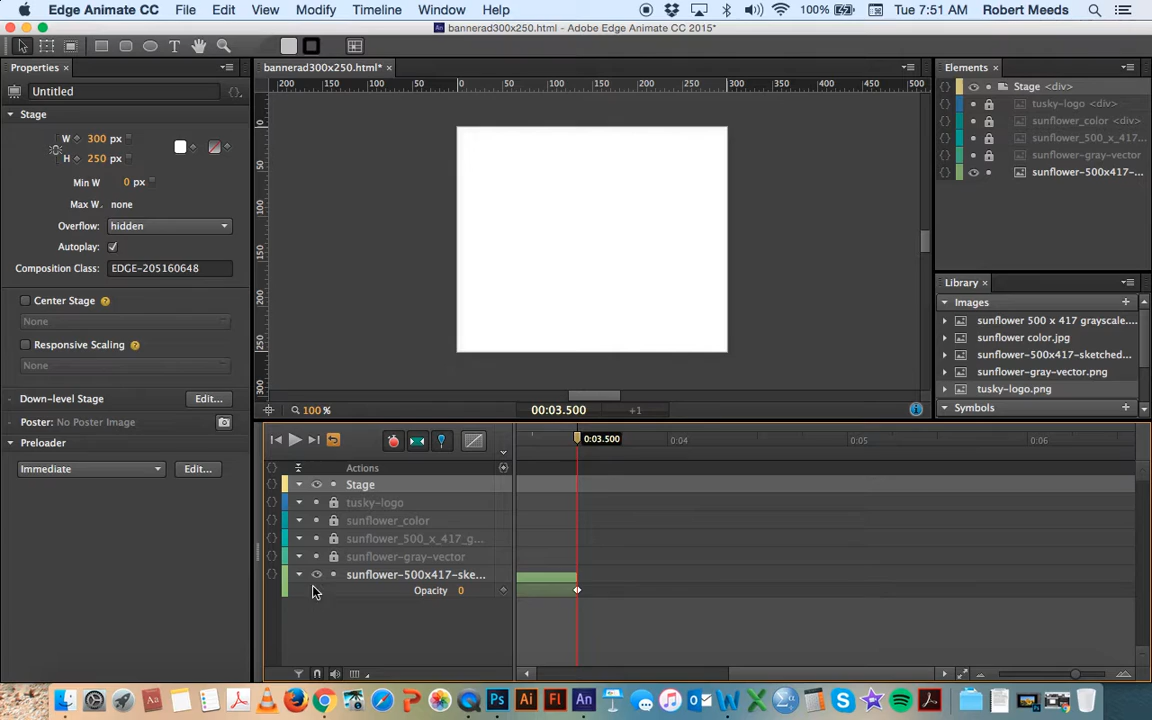 Edge Animate CC File Edit View Modify Timeline Window Help 100% Tue 7:51 AM Robert Meeds
bannerad300x250.html* - Adobe Edge Animate CC 2015*
Properties × bannerad300x250.html* × Elements ×
Untitled
Stage
W 300 px
H 250 px
Min W 0 px
Max W. none
Overflow: hidden
Autoplay:
Composition Class: EDGE-205160648
Center Stage ?
None
Responsive Scaling ?
None
Down-level Stage Edit...
Poster: No Poster Image
Preloader
Immediate Edit...
200 100 50 0 50 100 150 200 250 300 350 400 450 500
0
50
100
150
200
250
300
100 % 00:03.500 +1
Stage <div>
tusky-logo <div>
sunflower_color <div>
sunflower_500_x_417...
sunflower-gray-vector
sunflower-500x417-...
Library ×
Images
sunflower 500 x 417 grayscale....
sunflower color.jpg
sunflower-500x417-sketched...
sunflower-gray-vector.png
tusky-logo.png
Symbols
0:03.500 0:04 0:05 0:06
Actions
Stage
tusky-logo
sunflower_color
sunflower_500_x_417_g...
sunflower-gray-vector
sunflower-500x417-ske...
Opacity 0